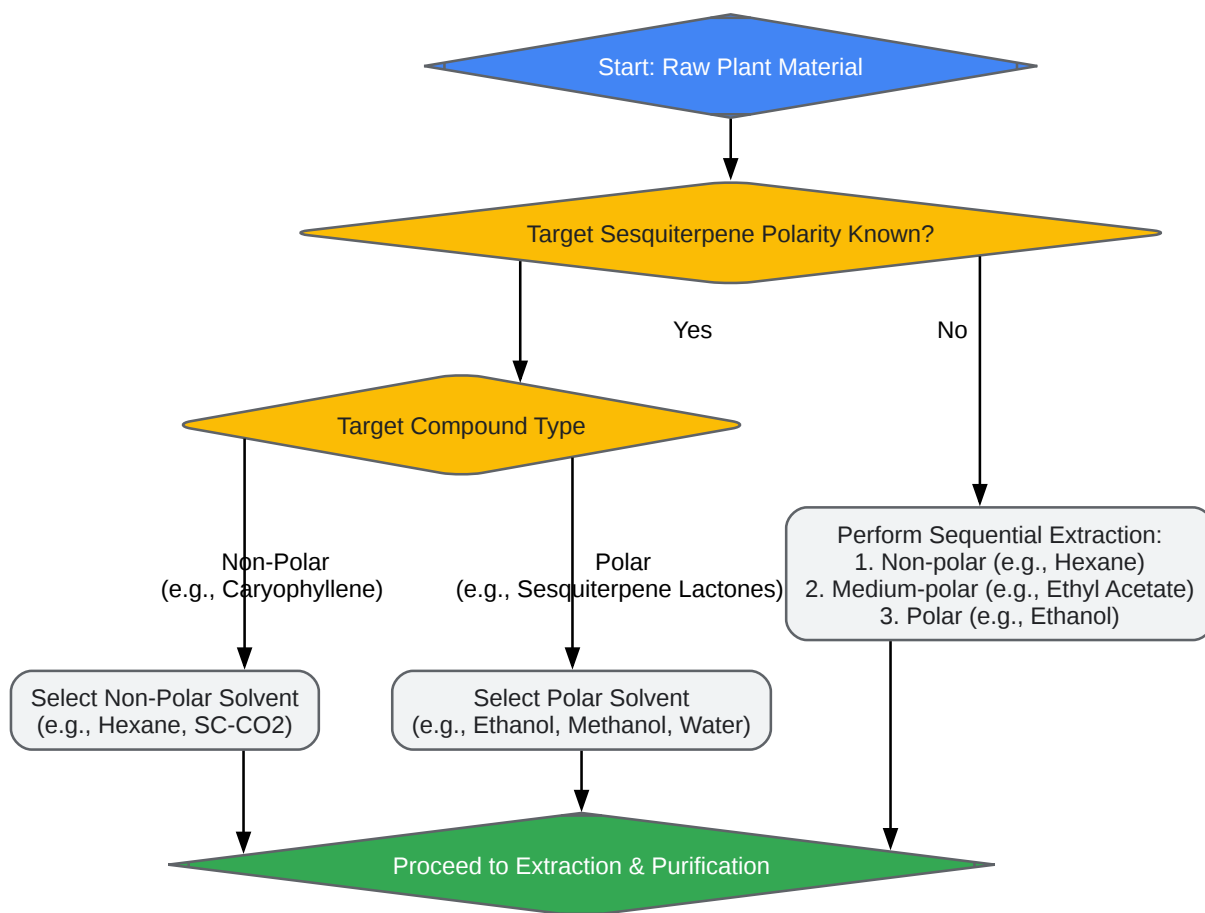 Start: Raw Plant Material
Target Sesquiterpene Polarity Known?
Yes
No
Target Compound Type
Non-Polar
(e.g., Caryophyllene)
Polar
(e.g., Sesquiterpene Lactones)
Perform Sequential Extraction:
1. Non-polar (e.g., Hexane)
2. Medium-polar (e.g., Ethyl Acetate)
3. Polar (e.g., Ethanol)
Select Non-Polar Solvent
(e.g., Hexane, SC-CO2)
Select Polar Solvent
(e.g., Ethanol, Methanol, Water)
Proceed to Extraction & Purification